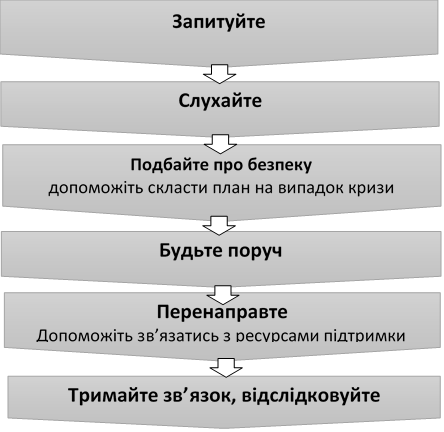 Запитуйте
Слухайте
Подбайте про безпеку
допоможіть скласти план на випадок кризи
Будьте поруч
Перенаправте
Допоможіть зв’язатись з ресурсами підтримки
Тримайте зв’язок, відслідковуйте